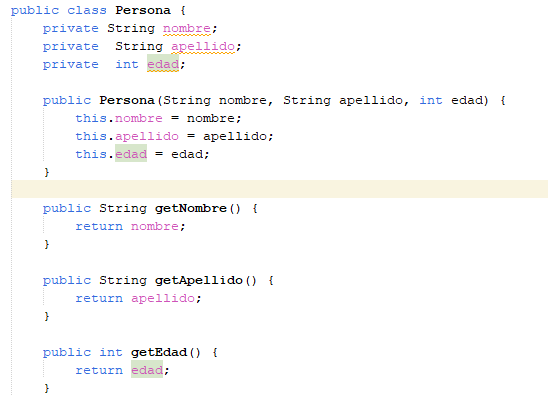 public class Persona {
private String nombre;
private  String apellido;
private  int edad;
public Persona(String nombre, String apellido, int edad) {
this.nombre = nombre;
this.apellido = apellido;
this.edad = edad;
}
public String getNombre() {
return nombre;
}
public String getApellido() {
return apellido;
}
public int getEdad() {
return edad;
}